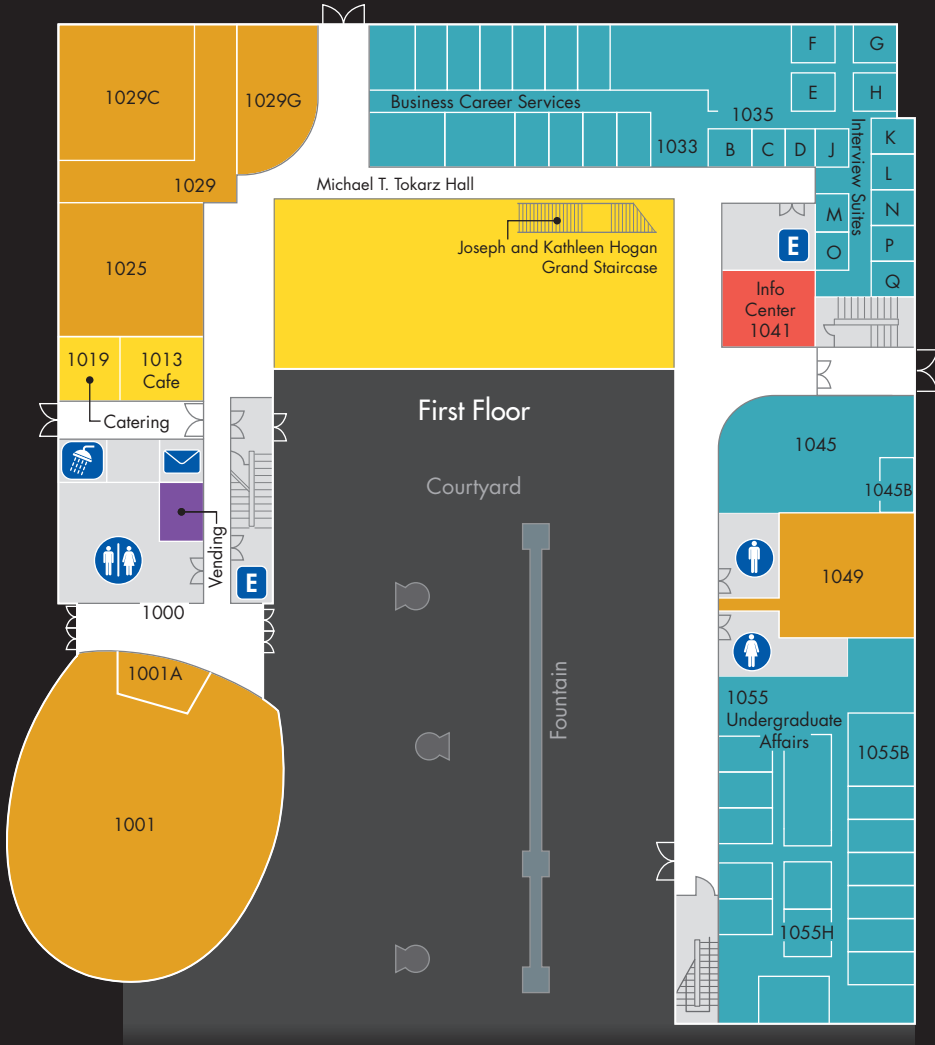 F
G
1029C
1029G
E
H
Business Career Services
1035
K
1033
B
C
D
J
Interview Suites
L
1029
Michael T. Tokarz Hall
N
M
Joseph and Kathleen Hogan
Grand Staircase
E
P
O
1025
Q
Info
Center
1041
1019
1013
Cafe
Catering
First Floor
1045
Courtyard
1045B
Vending
E
1049
1000
1001A
Fountain
1055
Undergraduate
Affairs
1055B
1001
1055H